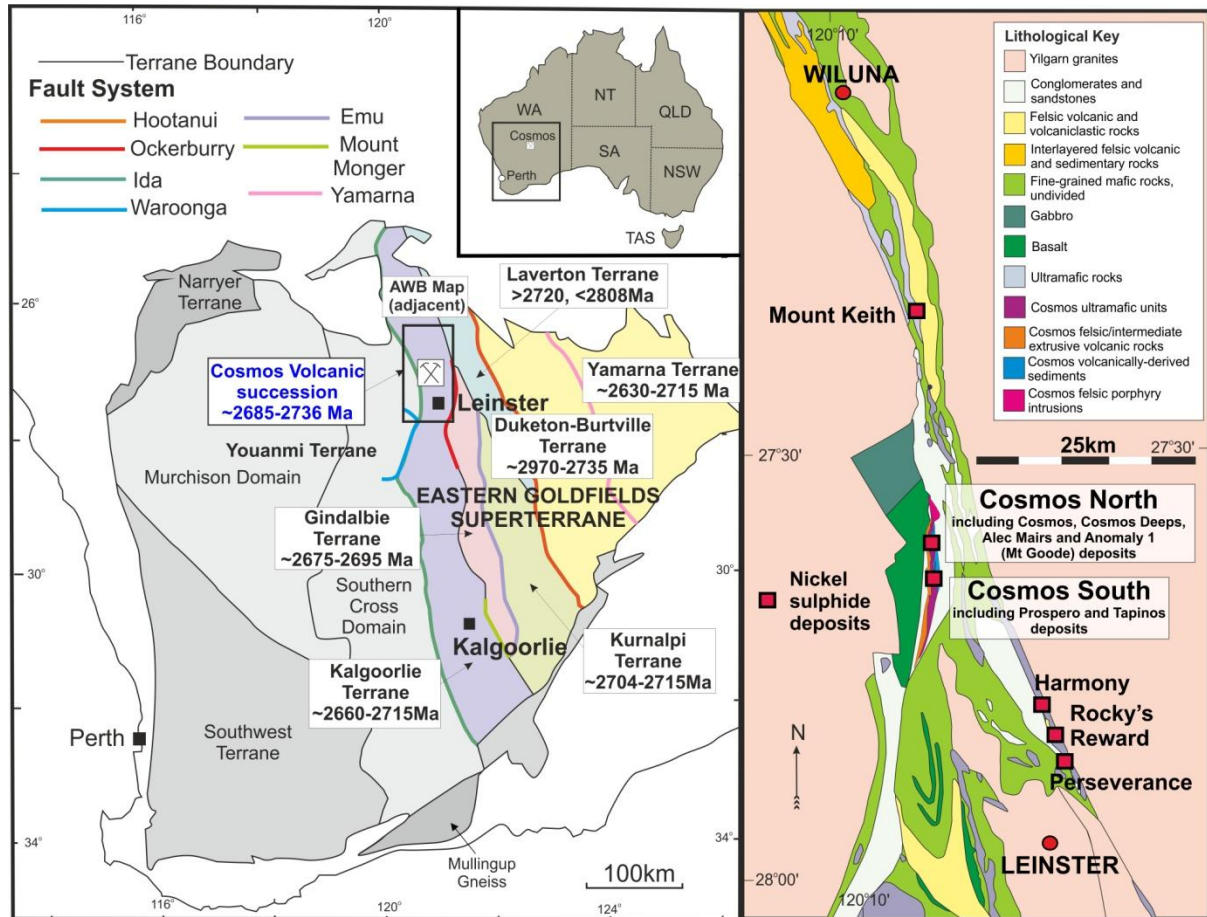 116°
120°
Terrane Boundary
Fault System
Hootanui
Ockerburry
Ida
Waroonga
Emu
Mount
Monger
Yamarna
WA
NT
QLD
Cosmos
SA
NSW
Perth
TAS
Narryer
Terrane
26°
AWB Map
(adjacent)
Laverton Terrane
>2720, <2808Ma
Cosmos Volcanic
succession
~2685-2736 Ma
Yamarna Terrane
~2630-2715 Ma
Leinster
Duketon-Burtville
Terrane
~2970-2735 Ma
Youanmi Terrane
Murchison Domain
EASTERN GOLDFIELDS
SUPERTERRANE
Gindalbie
Terrane
~2675-2695 Ma
30°
30°
Southern
Cross
Domain
Kalgoorlie
Kurnalpi
Terrane
~2704-2715Ma
Kalgoorlie
Terrane
~2660-2715Ma
Perth
Southwest
Terrane
34°
34°
Mullingup
Gneiss
100km
116°
120°
124°
120°10'
WILUNA
Lithological Key
Yilgarn granites
Conglomerates and
sandstones
Felsic volcanic and
volcaniclastic rocks
Interlayered felsic volcanic
and sedimentary rocks
Fine-grained mafic rocks,
undivided
Gabbro
Basalt
Ultramafic rocks
Cosmos ultramafic units
Cosmos felsic/intermediate
extrusive volcanic rocks
Cosmos volcanically-derived
sediments
Cosmos felsic porphyry
intrusions
Mount Keith
25km
27°30'
27°30'
Cosmos North
including Cosmos, Cosmos Deeps,
Alec Mairs and Anomaly 1
(Mt Goode) deposits
Nickel
sulphide
deposits
Cosmos South
including Prospero and Tapinos
deposits
Harmony
Rocky's
Reward
Perseverance
N
LEINSTER
28°00'
120°10'